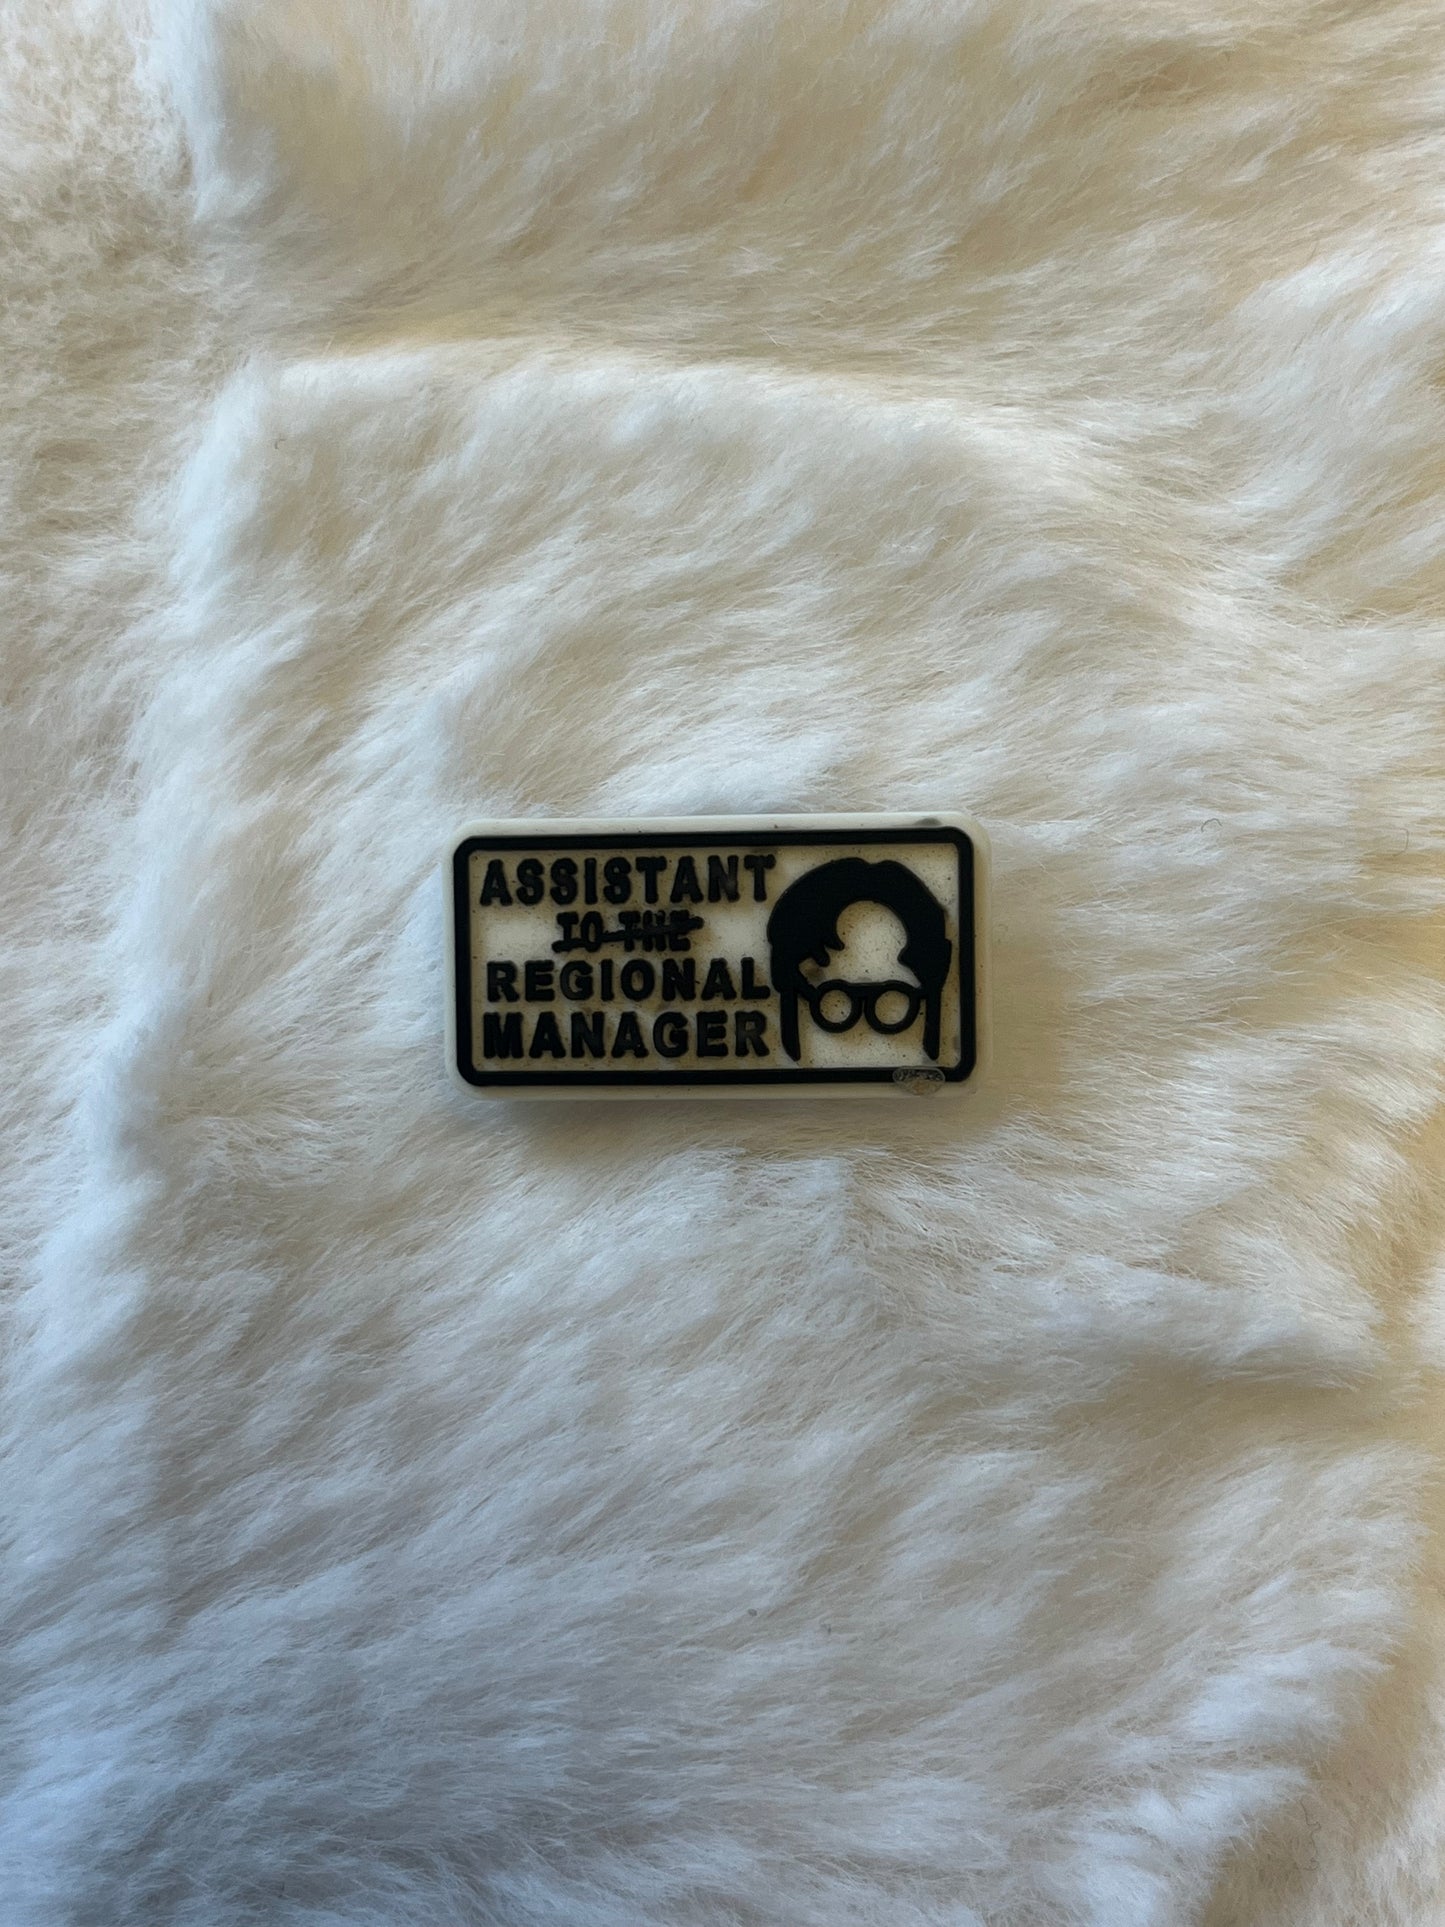 ASSISTANT
TO THE
REGIONAL
MANAGER